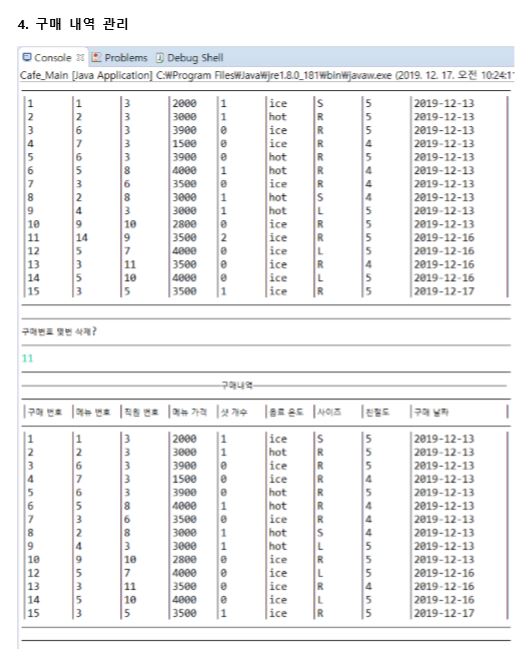 4. 구매 내역 관리
Console Problems Debug Shell
Cafe_Main [Java Application] C:₩Program Files₩Java₩jre1.8.0_181₩bin₩javaw.exe (2019. 12. 17. 오전 10:24:1
1 1 3 2000 1 ice S 5 2019-12-13
2 2 3 3000 1 hot R 5 2019-12-13
3 6 3 3900 0 ice R 5 2019-12-13
4 7 3 1500 0 ice R 4 2019-12-13
5 6 3 3900 0 hot R 5 2019-12-13
6 5 8 4000 1 hot R 4 2019-12-13
7 3 6 3500 0 ice R 4 2019-12-13
8 2 8 3000 1 hot S 4 2019-12-13
9 4 3 3000 1 hot L 5 2019-12-13
10 9 10 2800 0 ice R 5 2019-12-13
11 14 9 3500 2 ice R 5 2019-12-16
12 5 7 4000 0 ice L 5 2019-12-16
13 3 11 3500 0 ice R 4 2019-12-16
14 5 10 4000 0 ice L 5 2019-12-16
15 3 5 3500 1 ice R 5 2019-12-17
구매번호 몇번 삭제?
11
구매내역
구매 번호 메뉴 번호 직원 번호 메뉴 가격 샷 개수 음료 온도 사이즈 친절도 구매 날짜
1 1 3 2000 1 ice S 5 2019-12-13
2 2 3 3000 1 hot R 5 2019-12-13
3 6 3 3900 0 ice R 5 2019-12-13
4 7 3 1500 0 ice R 4 2019-12-13
5 6 3 3900 0 hot R 5 2019-12-13
6 5 8 4000 1 hot R 4 2019-12-13
7 3 6 3500 0 ice R 4 2019-12-13
8 2 8 3000 1 hot S 4 2019-12-13
9 4 3 3000 1 hot L 5 2019-12-13
10 9 10 2800 0 ice R 5 2019-12-13
12 5 7 4000 0 ice L 5 2019-12-16
13 3 11 3500 0 ice R 4 2019-12-16
14 5 10 4000 0 ice L 5 2019-12-16
15 3 5 3500 1 ice R 5 2019-12-17